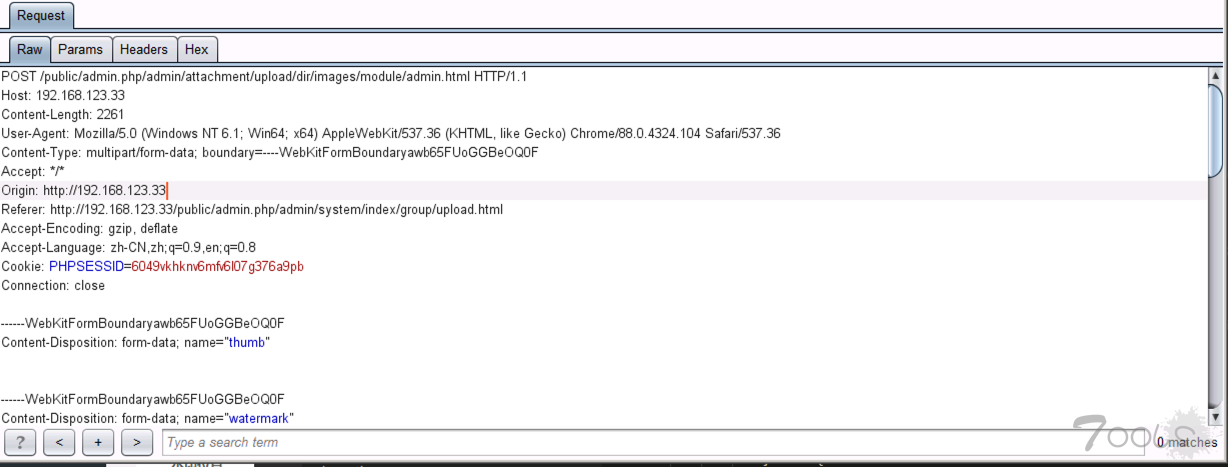 Request
Raw Params Headers Hex
POST /public/admin.php/admin/attachment/upload/dir/images/module/admin.html HTTP/1.1
Host: 192.168.123.33
Content-Length: 2261
User-Agent: Mozilla/5.0 (Windows NT 6.1; Win64; x64) AppleWebKit/537.36 (KHTML, like Gecko) Chrome/88.0.4324.104 Safari/537.36
Content-Type: multipart/form-data; boundary=----WebKitFormBoundaryawb65FUoGGBeOQ0F
Accept: */*
Origin: http://192.168.123.33
Referer: http://192.168.123.33/public/admin.php/admin/system/index/group/upload.html
Accept-Encoding: gzip, deflate
Accept-Language: zh-CN,zh;q=0.9,en;q=0.8
Cookie: PHPSESSID=6049vkhknv6mfv6l07g376a9pb
Connection: close
------WebKitFormBoundaryawb65FUoGGBeOQ0F
Content-Disposition: form-data; name="thumb"
------WebKitFormBoundaryawb65FUoGGBeOQ0F
Content-Disposition: form-data; name="watermark"
? < + > Type a search term 0 matches
7ools